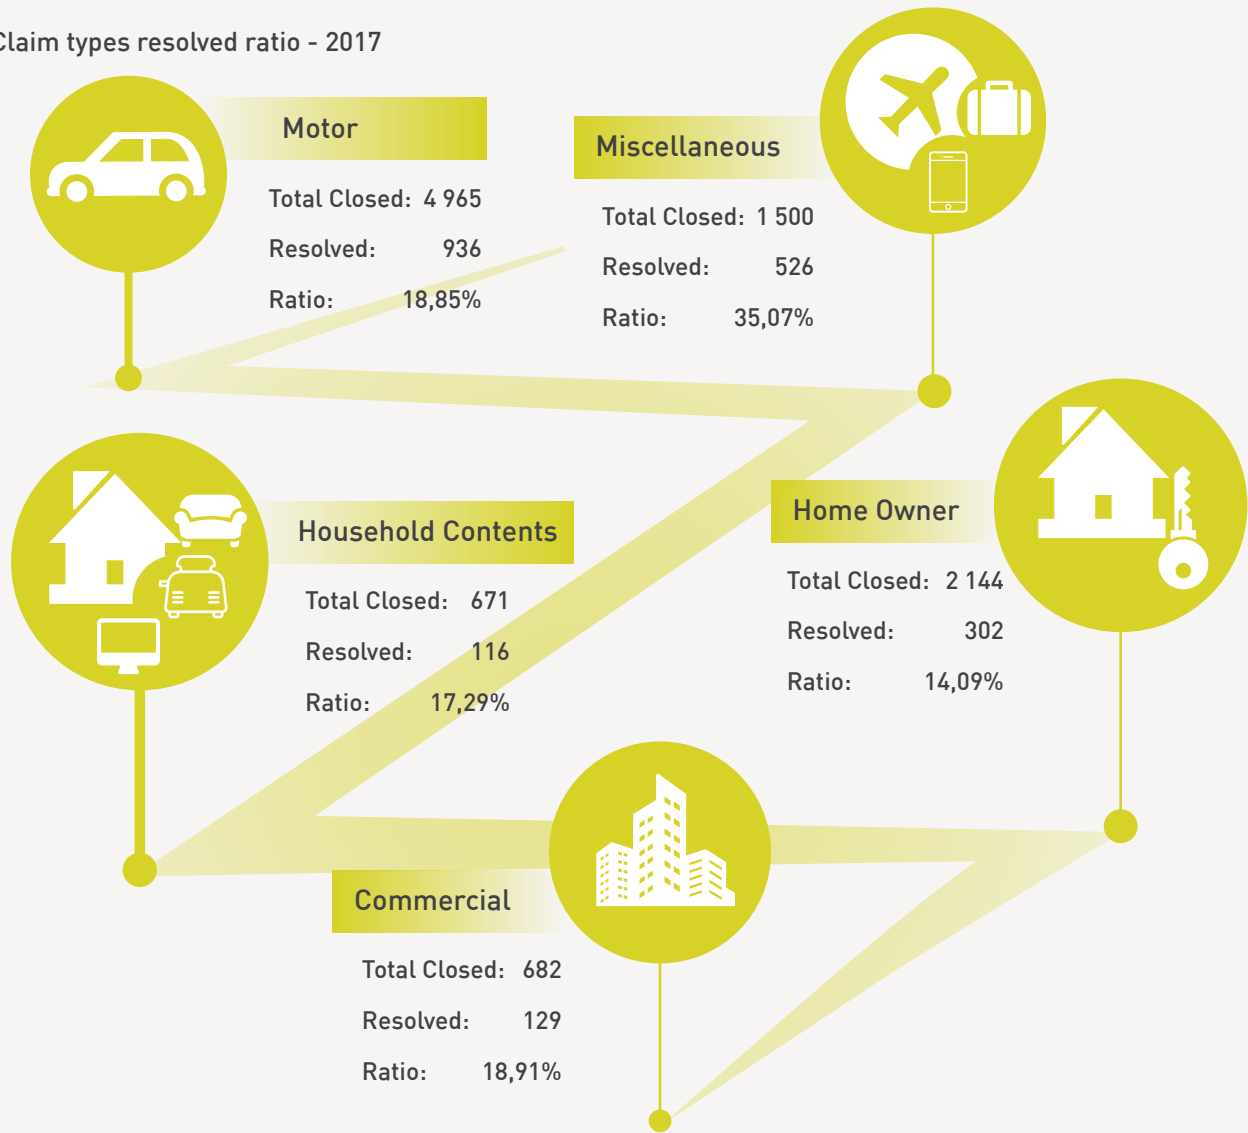 Claim types resolved ratio - 2017
Motor
Total Closed: 4 965
Resolved: 936
Ratio: 18,85%
Miscellaneous
Total Closed: 1 500
Resolved: 526
Ratio: 35,07%
Household Contents
Total Closed: 671
Resolved: 116
Ratio: 17,29%
Home Owner
Total Closed: 2 144
Resolved: 302
Ratio: 14,09%
Commercial
Total Closed: 682
Resolved: 129
Ratio: 18,91%